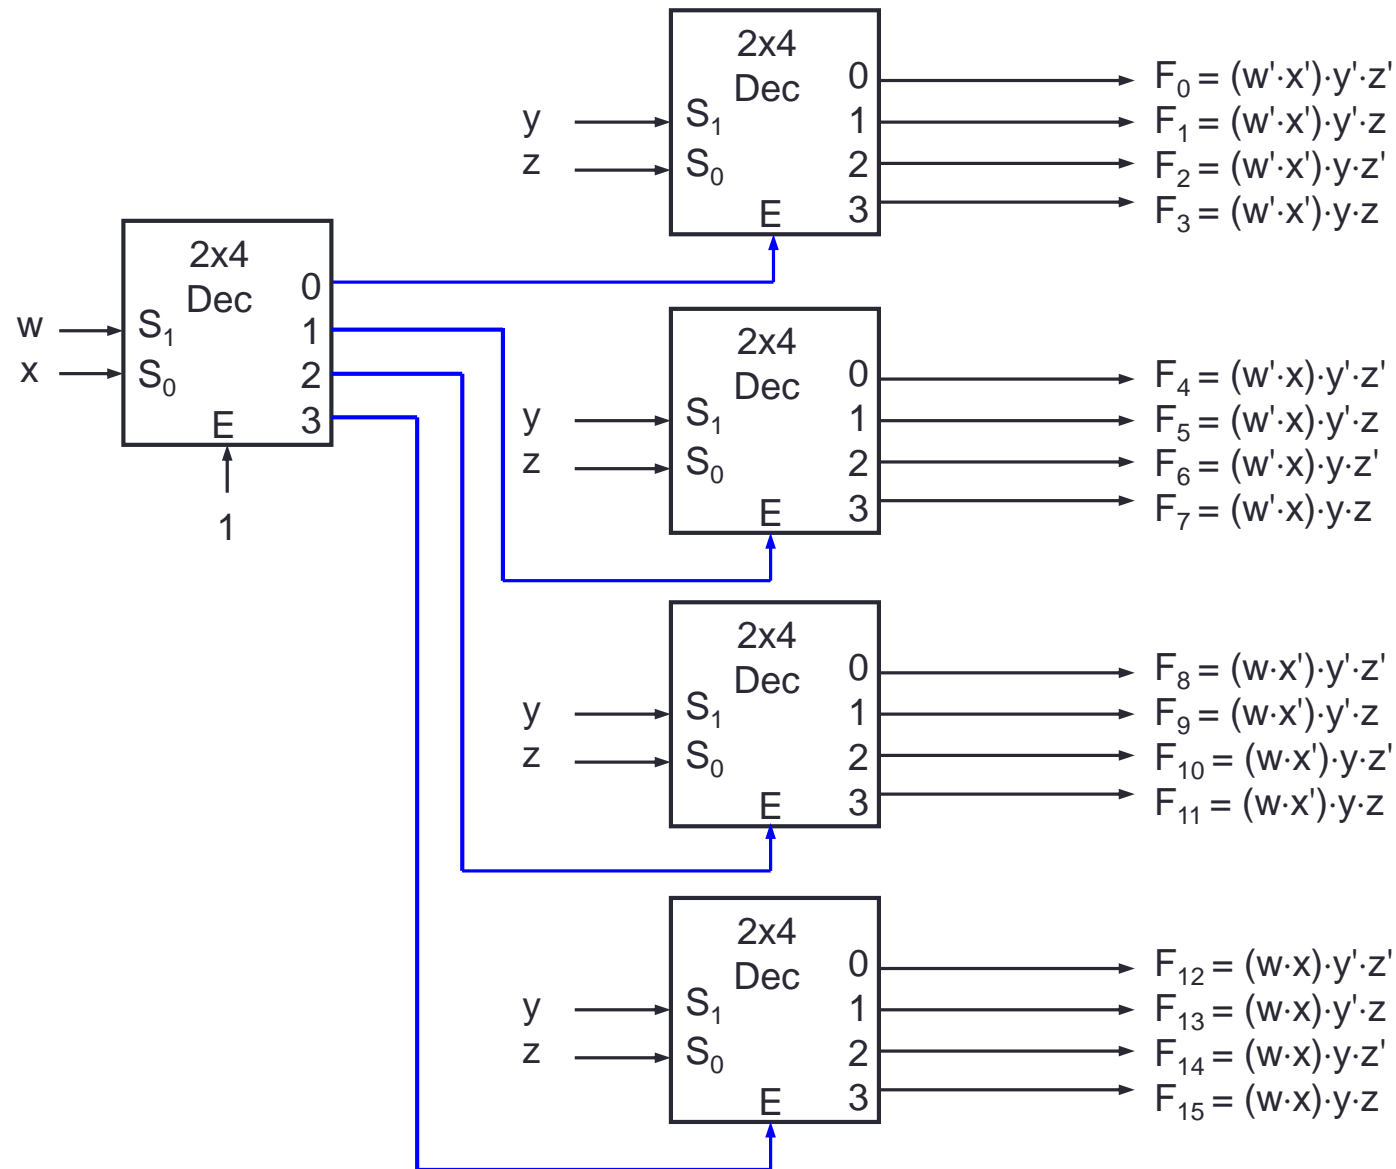 2x4
Dec
S1
S0
E
0
1
2
3
w
x
1
2x4
Dec
y
z
S1
S0
E
0
1
2
3
F0 = (w'·x')·y'·z'
F1 = (w'·x')·y'·z
F2 = (w'·x')·y·z'
F3 = (w'·x')·y·z
2x4
Dec
y
z
S1
S0
E
0
1
2
3
F4 = (w'·x)·y'·z'
F5 = (w'·x)·y'·z
F6 = (w'·x)·y·z'
F7 = (w'·x)·y·z
2x4
Dec
y
z
S1
S0
E
0
1
2
3
F8 = (w·x')·y'·z'
F9 = (w·x')·y'·z
F10 = (w·x')·y·z'
F11 = (w·x')·y·z
2x4
Dec
y
z
S1
S0
E
0
1
2
3
F12 = (w·x)·y'·z'
F13 = (w·x)·y'·z
F14 = (w·x)·y·z'
F15 = (w·x)·y·z